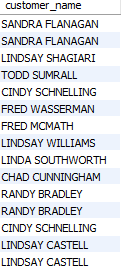 customer_name
SANDRA FLANAGAN
SANDRA FLANAGAN
LINDSAY SHAGIARI
TODD SUMRALL
CINDY SCHNELLING
FRED WASSERMAN
FRED MCMATH
LINDSAY WILLIAMS
LINDA SOUTHWORTH
CHAD CUNNINGHAM
RANDY BRADLEY
RANDY BRADLEY
CINDY SCHNELLING
LINDSAY CASTELL
LINDSAY CASTELL